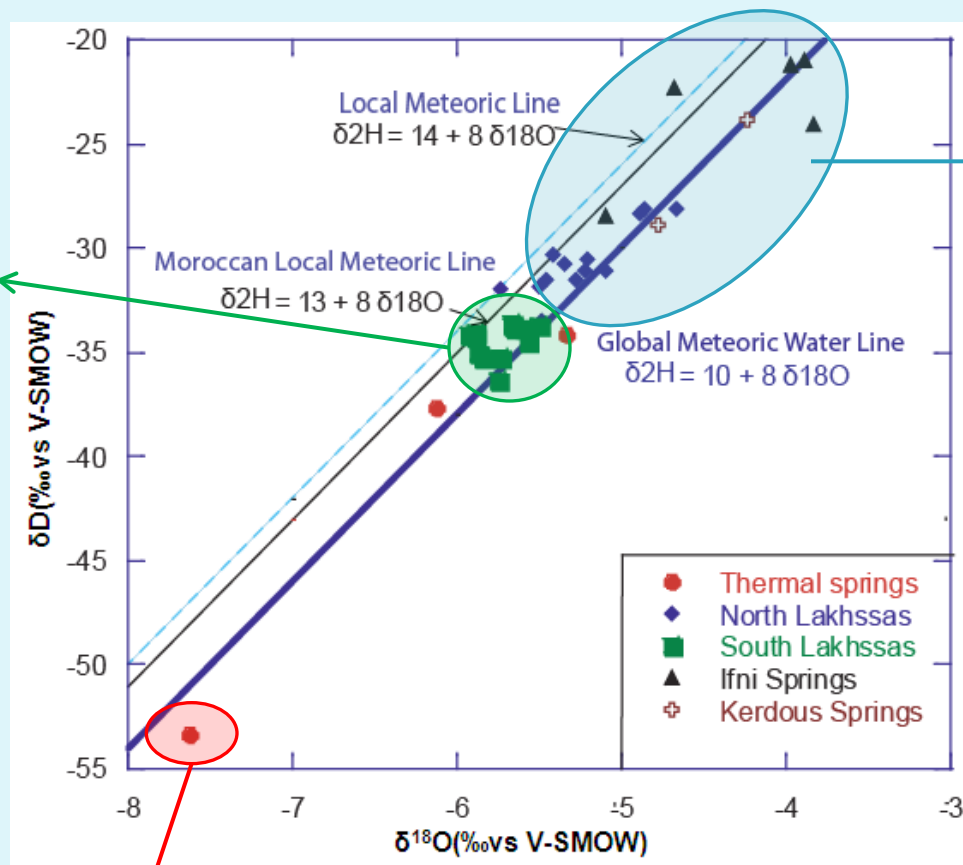 -20
-25
-30
-35
-40
-45
-50
-55
δD(‰vs V-SMOW)
Local Meteoric Line
δ2H = 14 + 8 δ18O
Moroccan Local Meteoric Line
δ2H = 13 + 8 δ18O
Global Meteoric Water Line
δ2H = 10 + 8 δ18O
Thermal springs
North Lakhssas
South Lakhssas
Ifni Springs
Kerdous Springs
-8 -7 -6 -5 -4 -3
δ18O(‰vs V-SMOW)